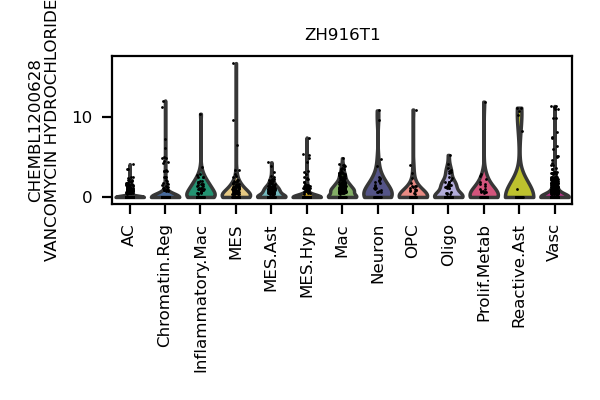 ZH916T1
CHEMBL1200628
VANCOMYCIN HYDROCHLORIDE
10
0
AC
Chromatin.Reg
Inflammatory.Mac
MES
MES.Ast
MES.Hyp
Mac
Neuron
OPC
Oligo
Prolif.Metab
Reactive.Ast
Vasc